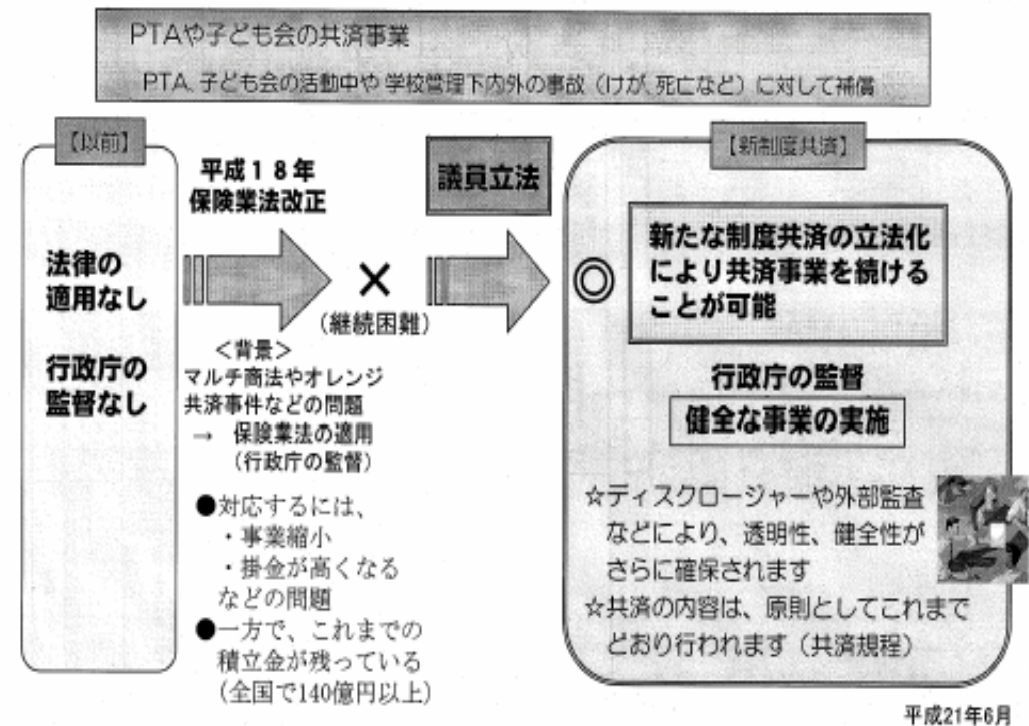 PTAや子ども会の共済事業
PTA、子ども会の活動中や 学校管理下内外の事故（けが、死亡など）に対して補償
【以前】
法律の
適用なし
行政庁の
監督なし
平成18年
保険業法改正
×
（継続困難）
＜背景＞
マルチ商法やオレンジ
共済事件などの問題
→ 保険業法の適用
（行政庁の監督）
●対応するには、
・事業縮小
・掛金が高くなる
などの問題
●一方で、これまでの
積立金が残っている
（全国で140億円以上）
議員立法
【新制度共済】
◎
新たな制度共済の立法化
により共済事業を続ける
ことが可能
行政庁の監督
健全な事業の実施
☆ディスクロージャーや外部監査
などにより、透明性、健全性が
さらに確保されます
☆共済の内容は、原則としてこれまで
どおり行われます（共済規程）
平成21年6月